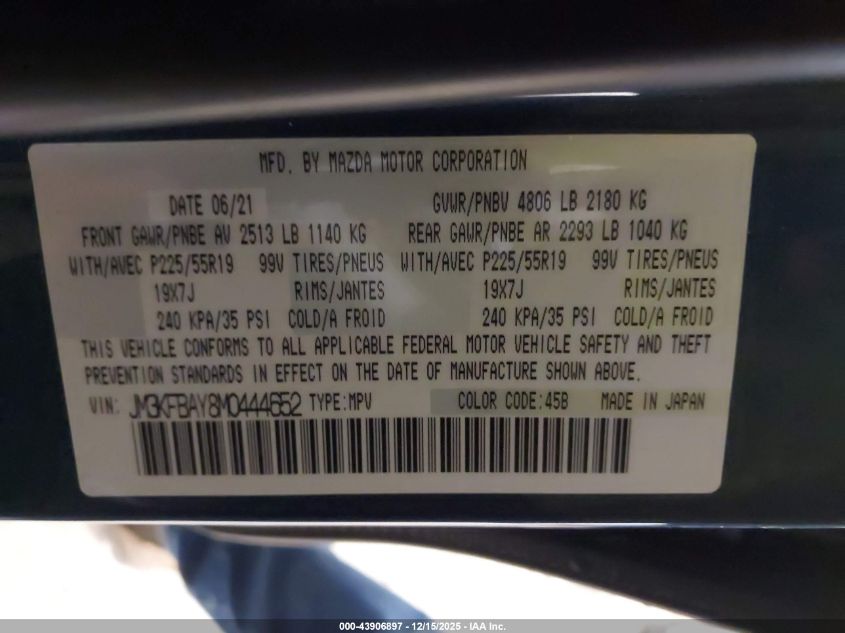 MFD. BY MAZDA MOTOR CORPORATION
DATE 06/21 GVWR/PNBV 4806 LB 2180 KG
FRONT GAWR/PNBE AV 2513 LB 1140 KG REAR GAWR/PNBE AR 2293 LB 1040 KG
WITH/AVEC P225/55R19 99V TIRES/PNEUS WITH/AVEC P225/55R19 99V TIRES/PNEUS
19X7J RIMS/JANTES 19X7J RIMS/JANTES
240 KPA/35 PSI COLD/A FROID 240 KPA/35 PSI COLD/A FROID
THIS VEHICLE CONFORMS TO ALL APPLICABLE FEDERAL MOTOR VEHICLE SAFETY AND THEFT
PREVENTION STANDARDS IN EFFECT ON THE DATE OF MANUFACTURE SHOWN ABOVE.
VIN: JM3KFBAY8M0444652 TYPE:MPV COLOR CODE:45B MADE IN JAPAN
000-43906897 - 12/15/2025 - IAA Inc.